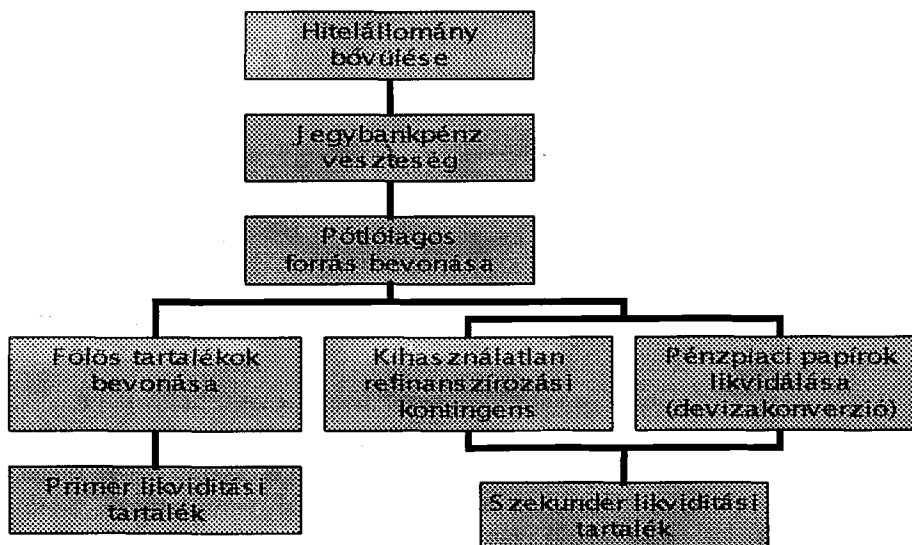 Hitelállomány
bővülése
Jegybankpénz
veszteség
Pótlólagos
forrás bevonása
Fölös tartalékok
bevonása
Kihasználatlan
refinanszírozási
kontingens
Pénzpiaci papírok
likvidálása
(devizakonverzió)
Primer likviditási
tartalék
Szekunder likviditási
tartalék